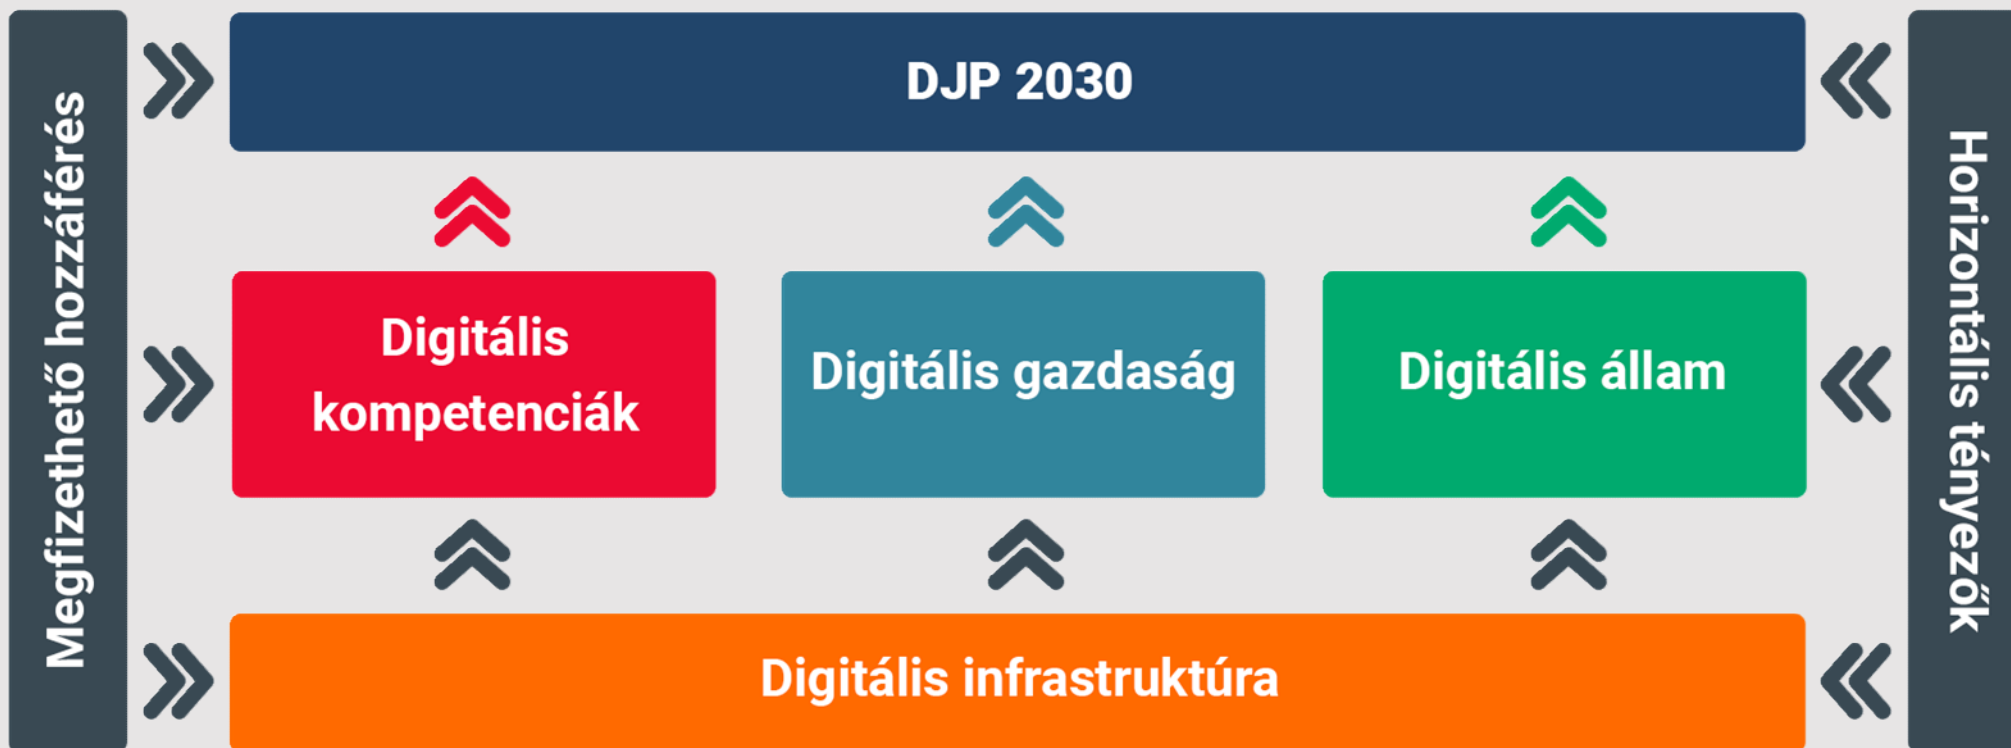 Megfizethető hozzáférés
DJP 2030
Digitális
kompetenciák
Digitális gazdaság
Digitális állam
Digitális infrastruktúra
Horizontális tényezők